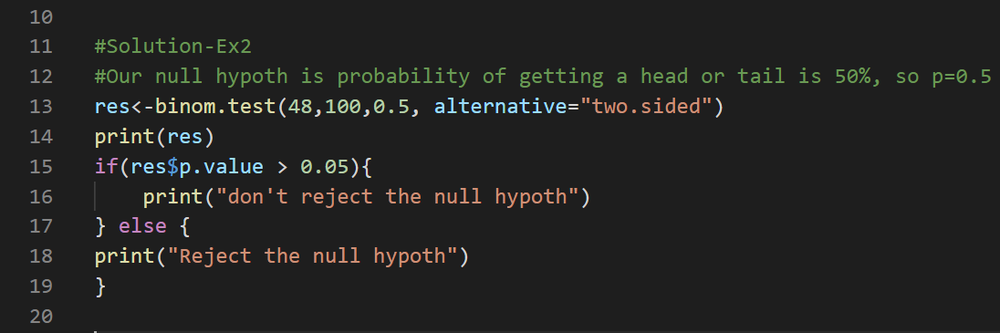 10
11 #Solution-Ex2
12 #Our null hypoth is probability of getting a head or tail is 50%, so p=0.5
13 res<-binom.test(48,100,0.5, alternative="two.sided")
14 print(res)
15 if(res$p.value > 0.05){
16     print("don't reject the null hypoth")
17 } else {
18 print("Reject the null hypoth")
19 }
20